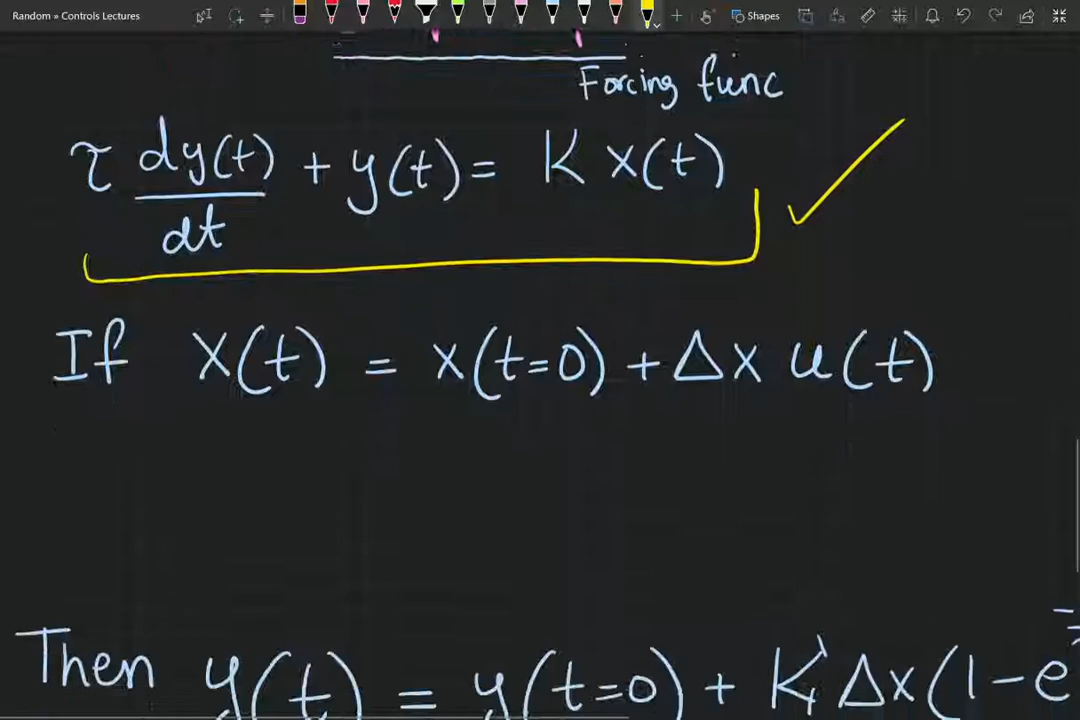 Random » Controls Lectures Shapes
Forcing func
τ dy(t)/dt + y(t) = K x(t)
If x(t) = x(t=0) + Δx u(t)
Then y(t) = y(t=0) + K Δx (1 - e